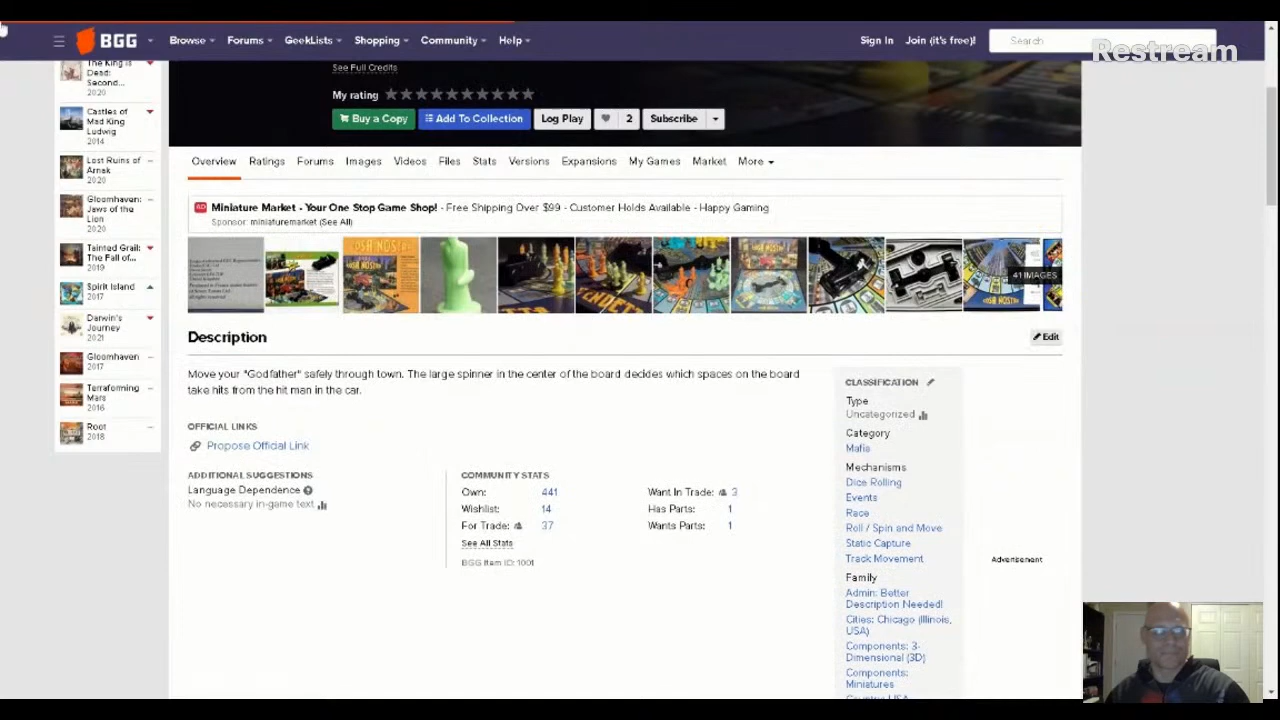 BGG
Browse
Forums
GeekLists
Shopping
Community
Help
Sign In
Join (it's free!)
Search
Restream
The King is
Dead:
Second...
2020
Castles of
Mad King
Ludwig
2014
Lost Ruins of
Arnak
2020
Gloomhaven:
Jaws of the
Lion
2020
Tainted Grail:
The Fall of...
2019
Spirit Island
2017
Darwin's
Journey
2021
Gloomhaven
2017
Terraforming
Mars
2016
Root
2018
See Full Credits
My rating
Buy a Copy
Add To Collection
Log Play
2
Subscribe
Overview
Ratings
Forums
Images
Videos
Files
Stats
Versions
Expansions
My Games
Market
More
AD Miniature Market - Your One Stop Game Shop! - Free Shipping Over $99 - Customer Holds Available - Happy Gaming
Sponsor: miniaturemarket (See All)
41 IMAGES
Description
Edit
Move your "Godfather" safely through town. The large spinner in the center of the board decides which spaces on the board
take hits from the hit man in the car.
OFFICIAL LINKS
Propose Official Link
ADDITIONAL SUGGESTIONS
Language Dependence
No necessary in-game text
COMMUNITY STATS
Own: 441
Wishlist: 14
For Trade: 37
See All Stats
BGG Item ID: 1001
Want In Trade: 3
Has Parts: 1
Wants Parts: 1
CLASSIFICATION
Type
Uncategorized
Category
Mafia
Mechanisms
Dice Rolling
Events
Race
Roll / Spin and Move
Static Capture
Track Movement
Family
Admin: Better
Description Needed!
Cities: Chicago (Illinois,
USA)
Components: 3-
Dimensional (3D)
Components:
Miniatures
Country: USA
Advertisement